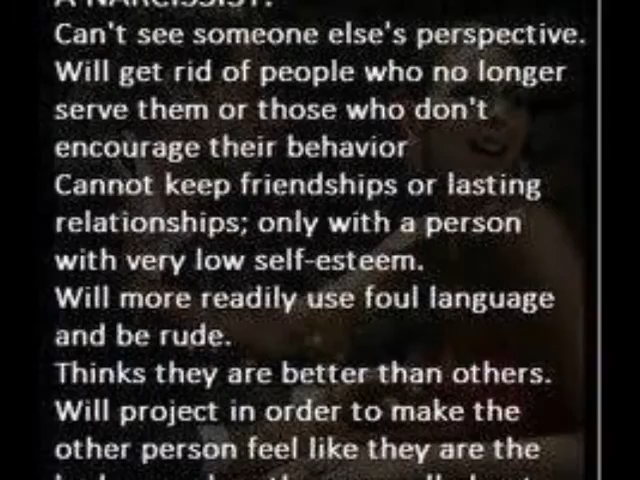 A NARCISSIST:
Can't see someone else's perspective.
Will get rid of people who no longer
serve them or those who don't
encourage their behavior
Cannot keep friendships or lasting
relationships; only with a person
with very low self-esteem.
Will more readily use foul language
and be rude.
Thinks they are better than others.
Will project in order to make the
other person feel like they are the